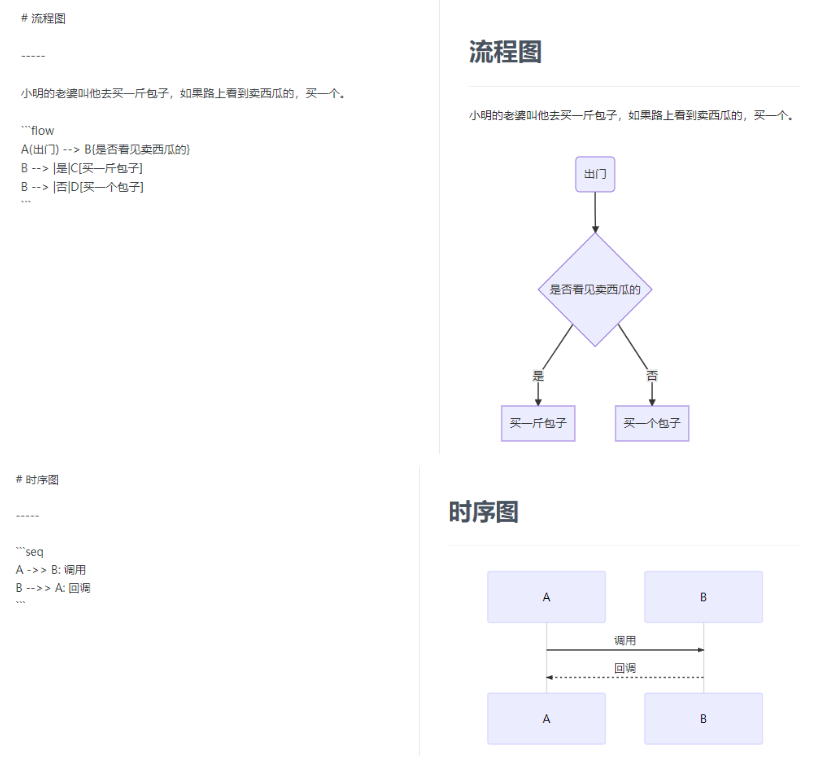 # 流程图
-----
小明的老婆叫他去买一斤包子，如果路上看到卖西瓜的，买一个。
```flow
A(出门) --> B{是否看见卖西瓜的}
B --> |是|C[买一斤包子]
B --> |否|D[买一个包子]
```
流程图
小明的老婆叫他去买一斤包子，如果路上看到卖西瓜的，买一个。
出门
是否看见卖西瓜的
是
否
买一斤包子
买一个包子
# 时序图
-----
```seq
A ->> B: 调用
B -->> A: 回调
```
时序图
A
B
调用
回调
A
B